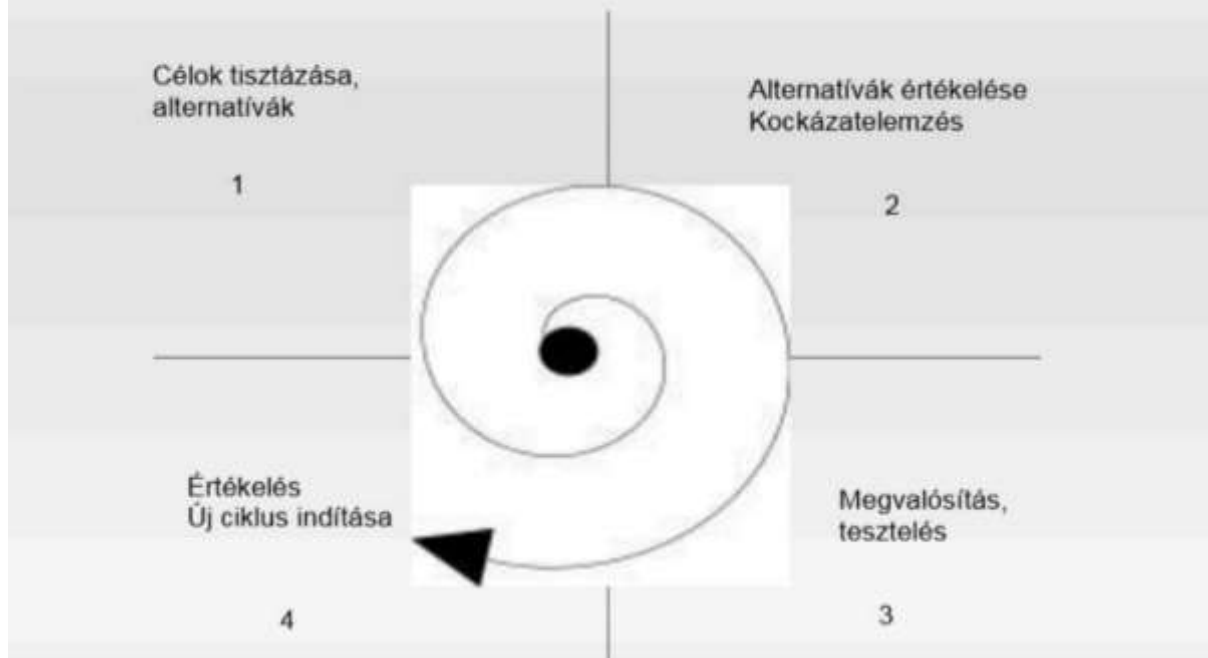 Célok tisztázása,
alternatívák
1
Alternatívák értékelése
Kockázatelemzés
2
Értékelés
Új ciklus indítása
4
Megvalósítás,
tesztelés
3